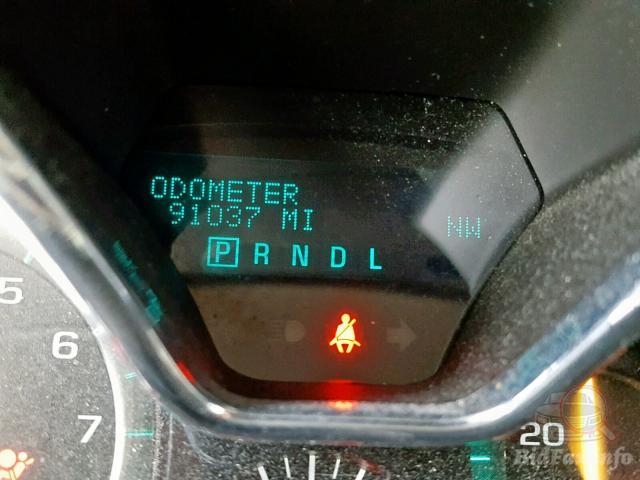 ODOMETER
91037 MI
NW
P R N D L
5
6
7
20
BidFax.info